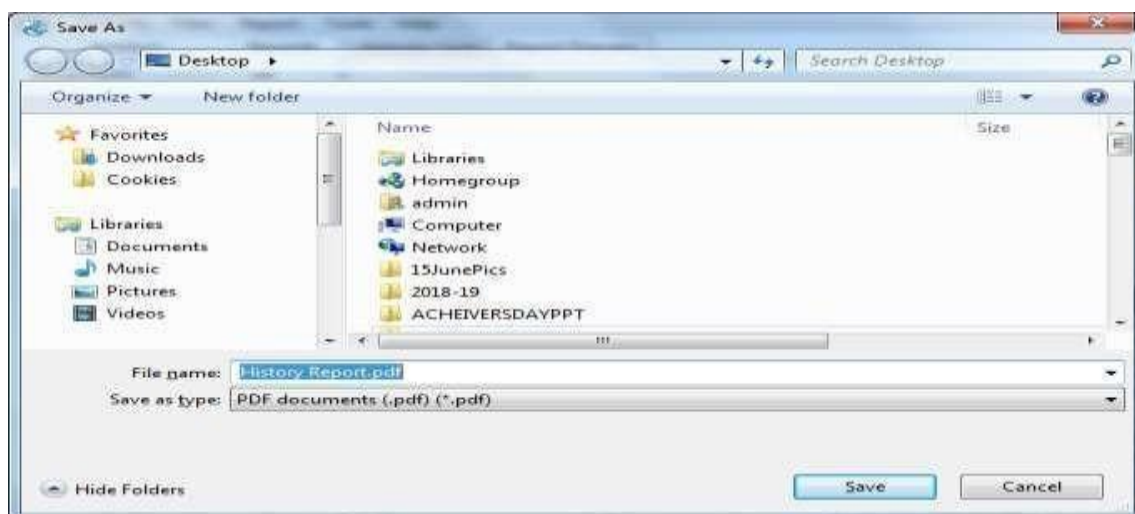 Save As
Desktop
Search Desktop
Organize
New folder
Name
Size
Favorites
Downloads
Cookies
Libraries
Documents
Music
Pictures
Videos
Libraries
Homegroup
admin
Computer
Network
15JunePics
2018-19
ACHEIVERSDAYPPT
File name: History Report.pdf
Save as type: PDF documents (.pdf) (*.pdf)
Hide Folders
Save
Cancel